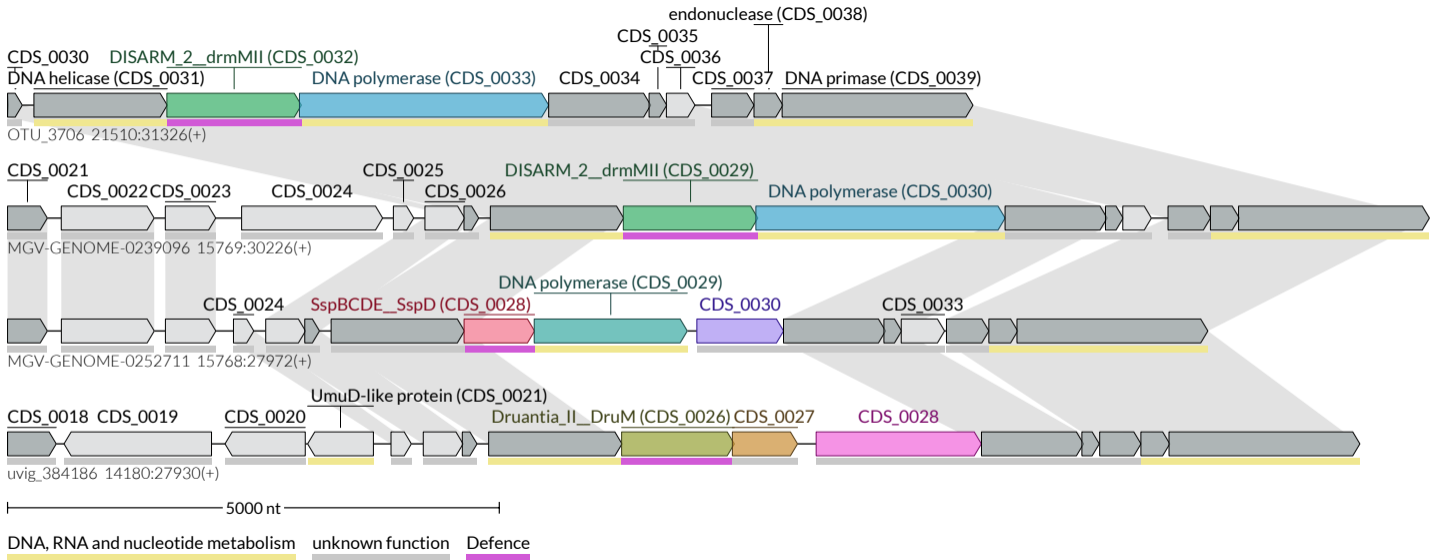 endonuclease (CDS_0038)
CDS_0035
CDS_0030 DISARM_2__drmMII (CDS_0032) CDS_0036
DNA helicase (CDS_0031) DNA polymerase (CDS_0033) CDS_0034 CDS_0037 DNA primase (CDS_0039)
OTU_3706 21510:31326(+)
CDS_0021 CDS_0025 DISARM_2__drmMII (CDS_0029)
CDS_0022 CDS_0023 CDS_0024 CDS_0026 DNA polymerase (CDS_0030)
MGV-GENOME-0239096 15769:30226(+)
DNA polymerase (CDS_0029)
CDS_0024 SspBCDE__SspD (CDS_0028) CDS_0030 CDS_0033
MGV-GENOME-0252711 15768:27972(+)
UmuD-like protein (CDS_0021)
CDS_0018 CDS_0019 CDS_0020 Druantia_II__DruM (CDS_0026) CDS_0027 CDS_0028
uvig_384186 14180:27930(+)
5000 nt
DNA, RNA and nucleotide metabolism unknown function Defence